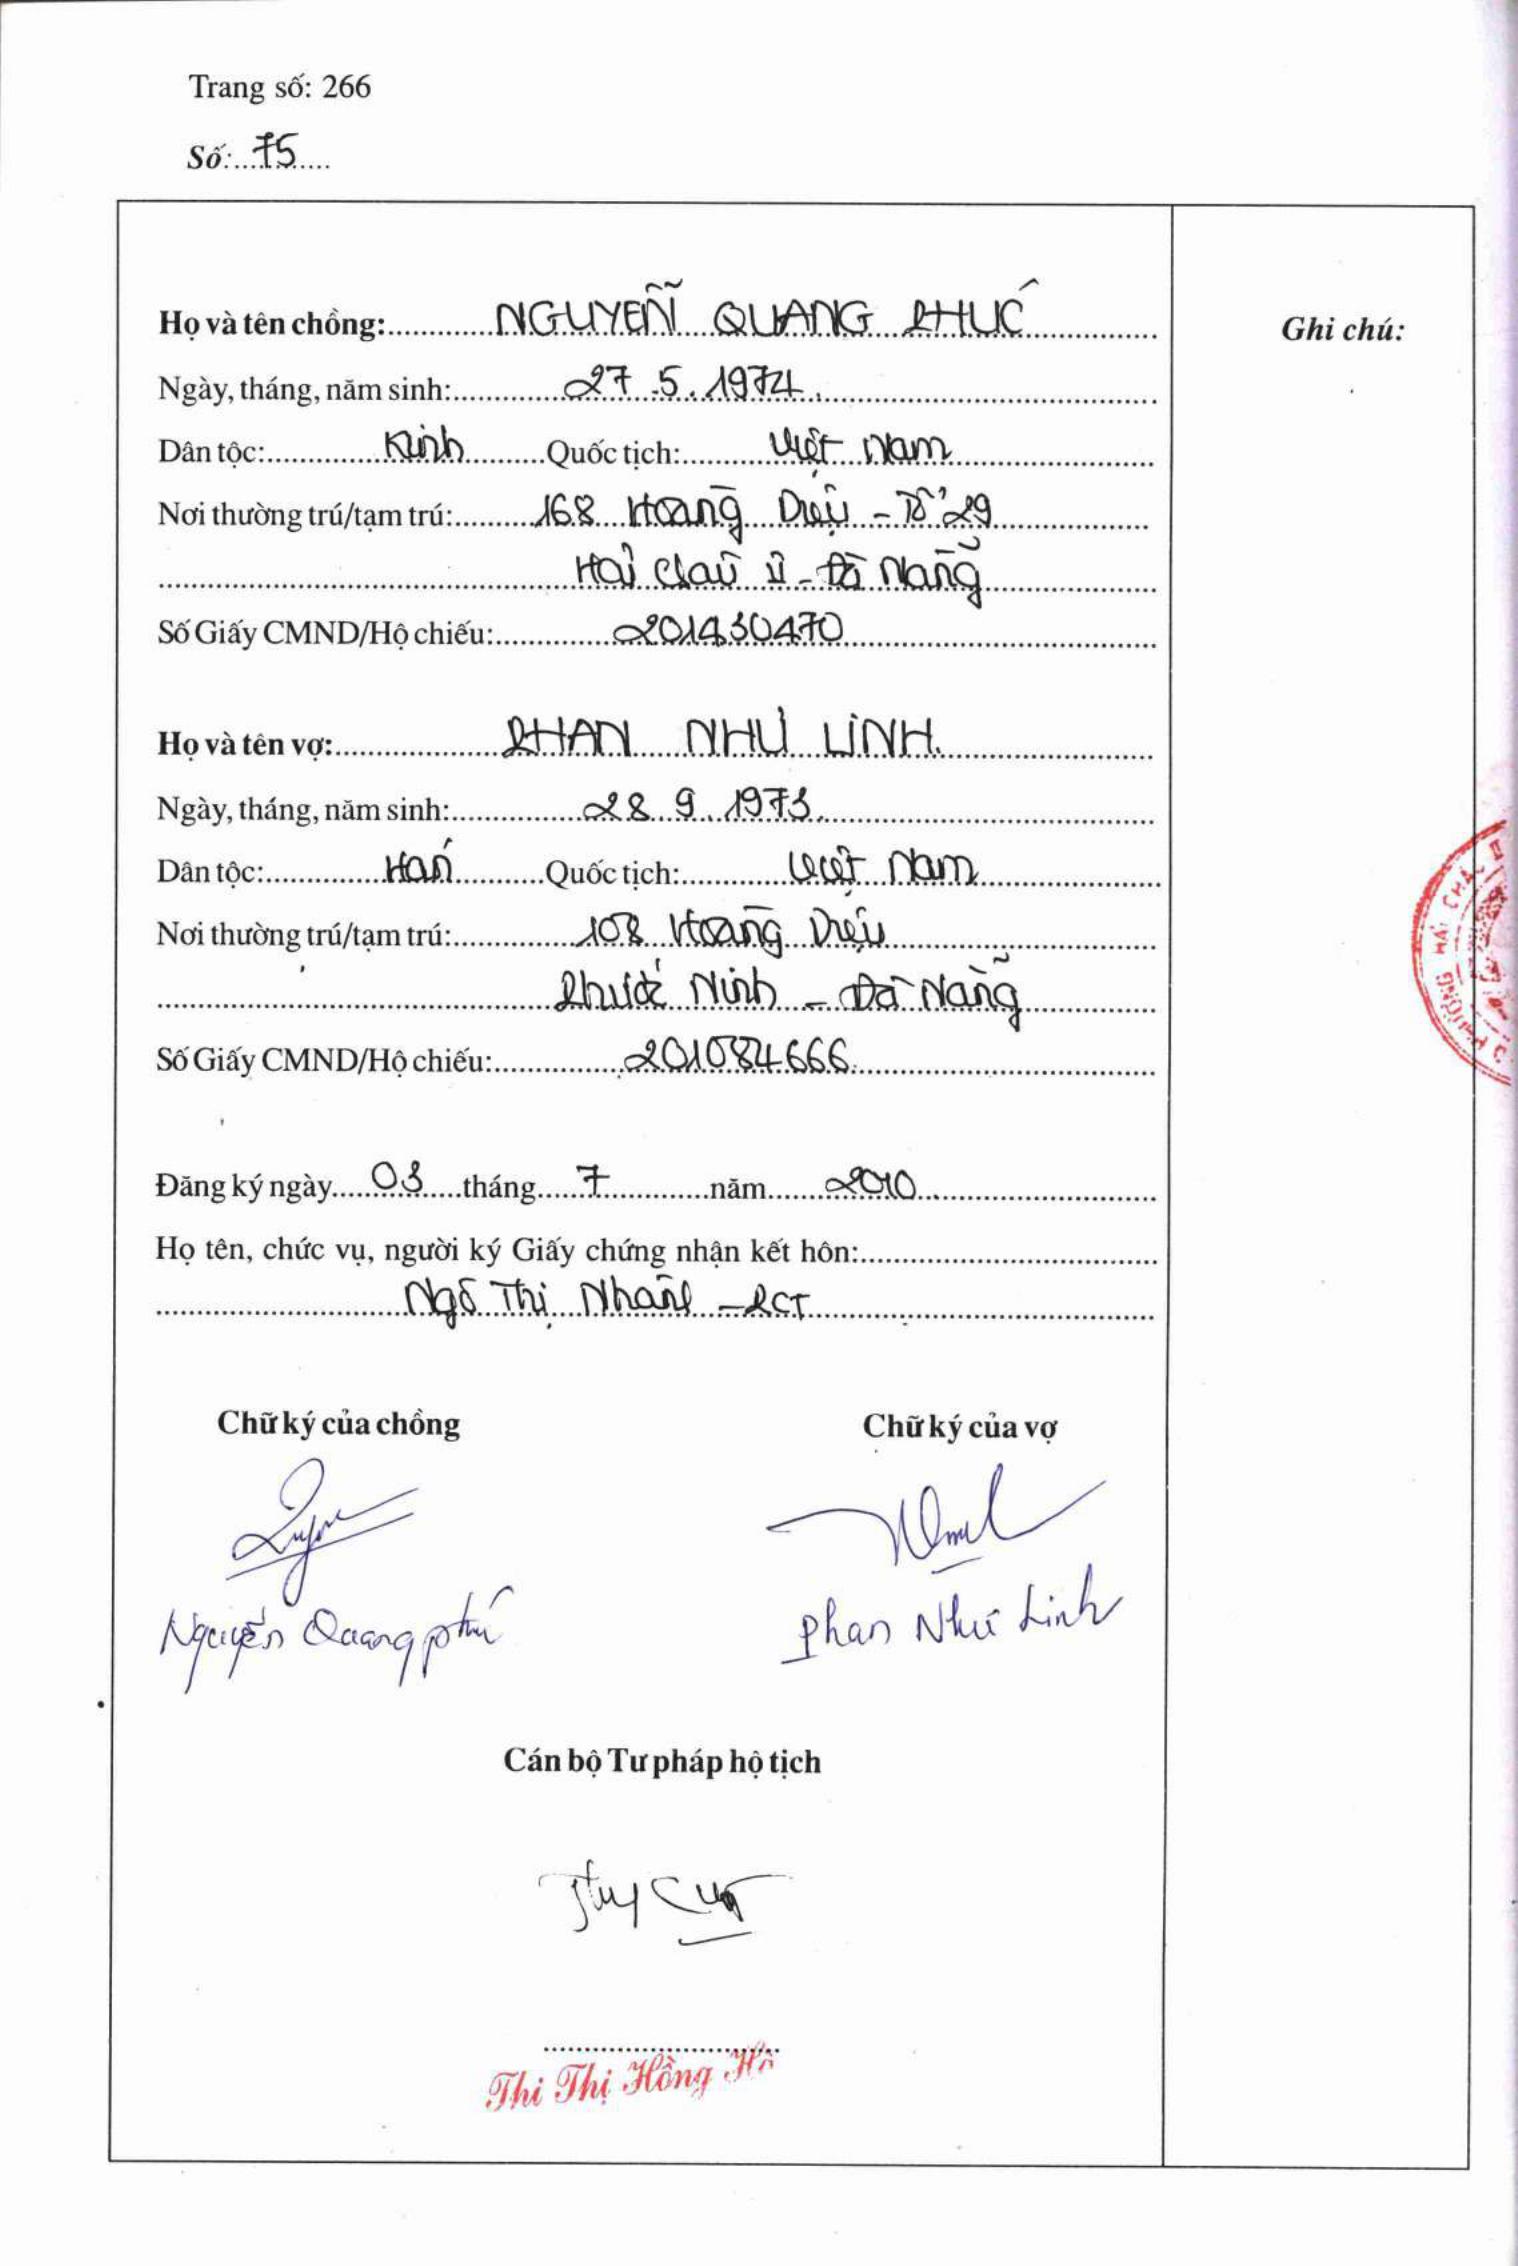 Trang số: 266
Số: 75
Họ và tên chồng: NGUYỄN QUANG PHÚC
Ghi chú:
Ngày, tháng, năm sinh: 27.5.1974.
Dân tộc: Kinh Quốc tịch: Việt Nam
Nơi thường trú/tạm trú: 168 Hoàng Diệu - Tổ 29
Hải Châu II - Đà Nẵng
Số Giấy CMND/Hộ chiếu: 201430470
Họ và tên vợ: PHAN NHƯ LINH.
Ngày, tháng, năm sinh: 28.9.1973.
Dân tộc: Hán Quốc tịch: Việt Nam
Nơi thường trú/tạm trú: 108 Hoàng Diệu
Phước Ninh - Đà Nẵng
Số Giấy CMND/Hộ chiếu: 201084666
Đăng ký ngày 03 tháng 7 năm 2010
Họ tên, chức vụ, người ký Giấy chứng nhận kết hôn:
Ngô Thị Nhàn - PCT
Chữ ký của chồng Chữ ký của vợ
Nguyễn Quang Phú Phan Như Linh
Cán bộ Tư pháp hộ tịch
Thi Thị Hồng Hà
PHƯỜNG HẢI CHÂU II